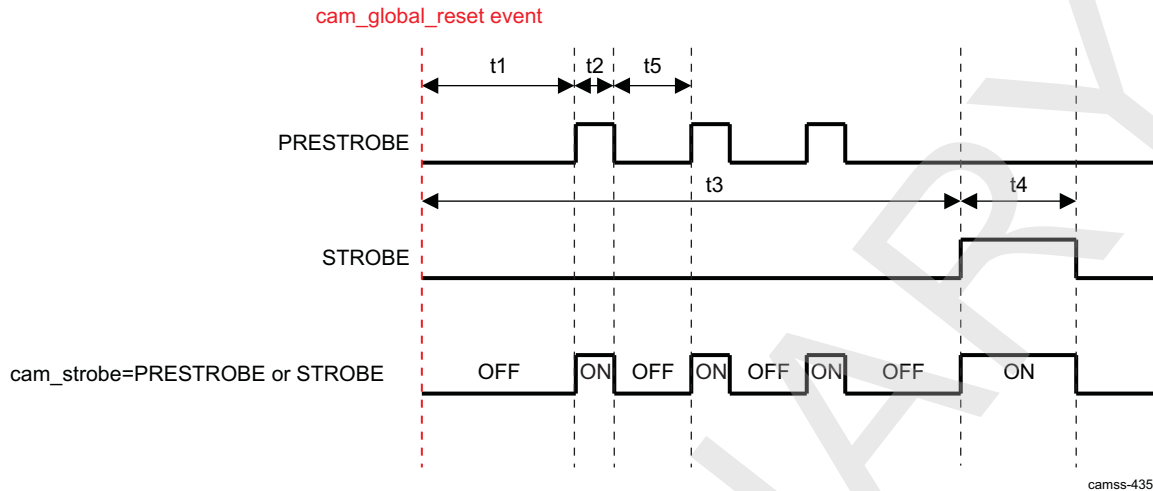 cam_global_reset event
t1 t2 t5
PRESTROBE
t3 t4
STROBE
cam_strobe=PRESTROBE or STROBE OFF ON OFF ON OFF ON OFF ON
camss-435
NARY